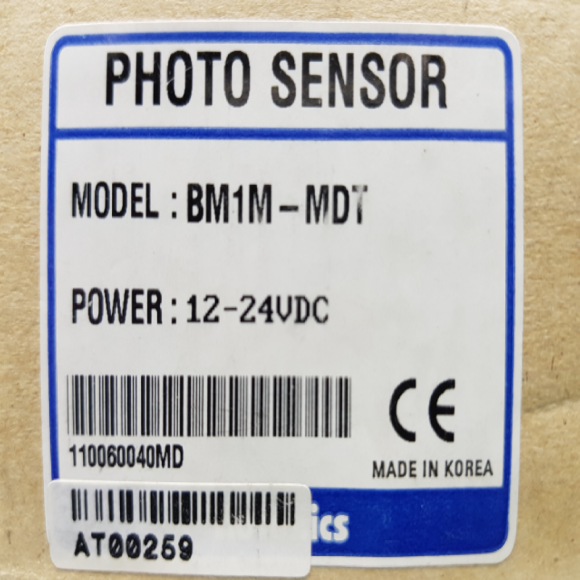 PHOTO SENSOR
MODEL : BM1M-MDT
POWER : 12-24VDC
110060040MD
CE
MADE IN KOREA
AT00259